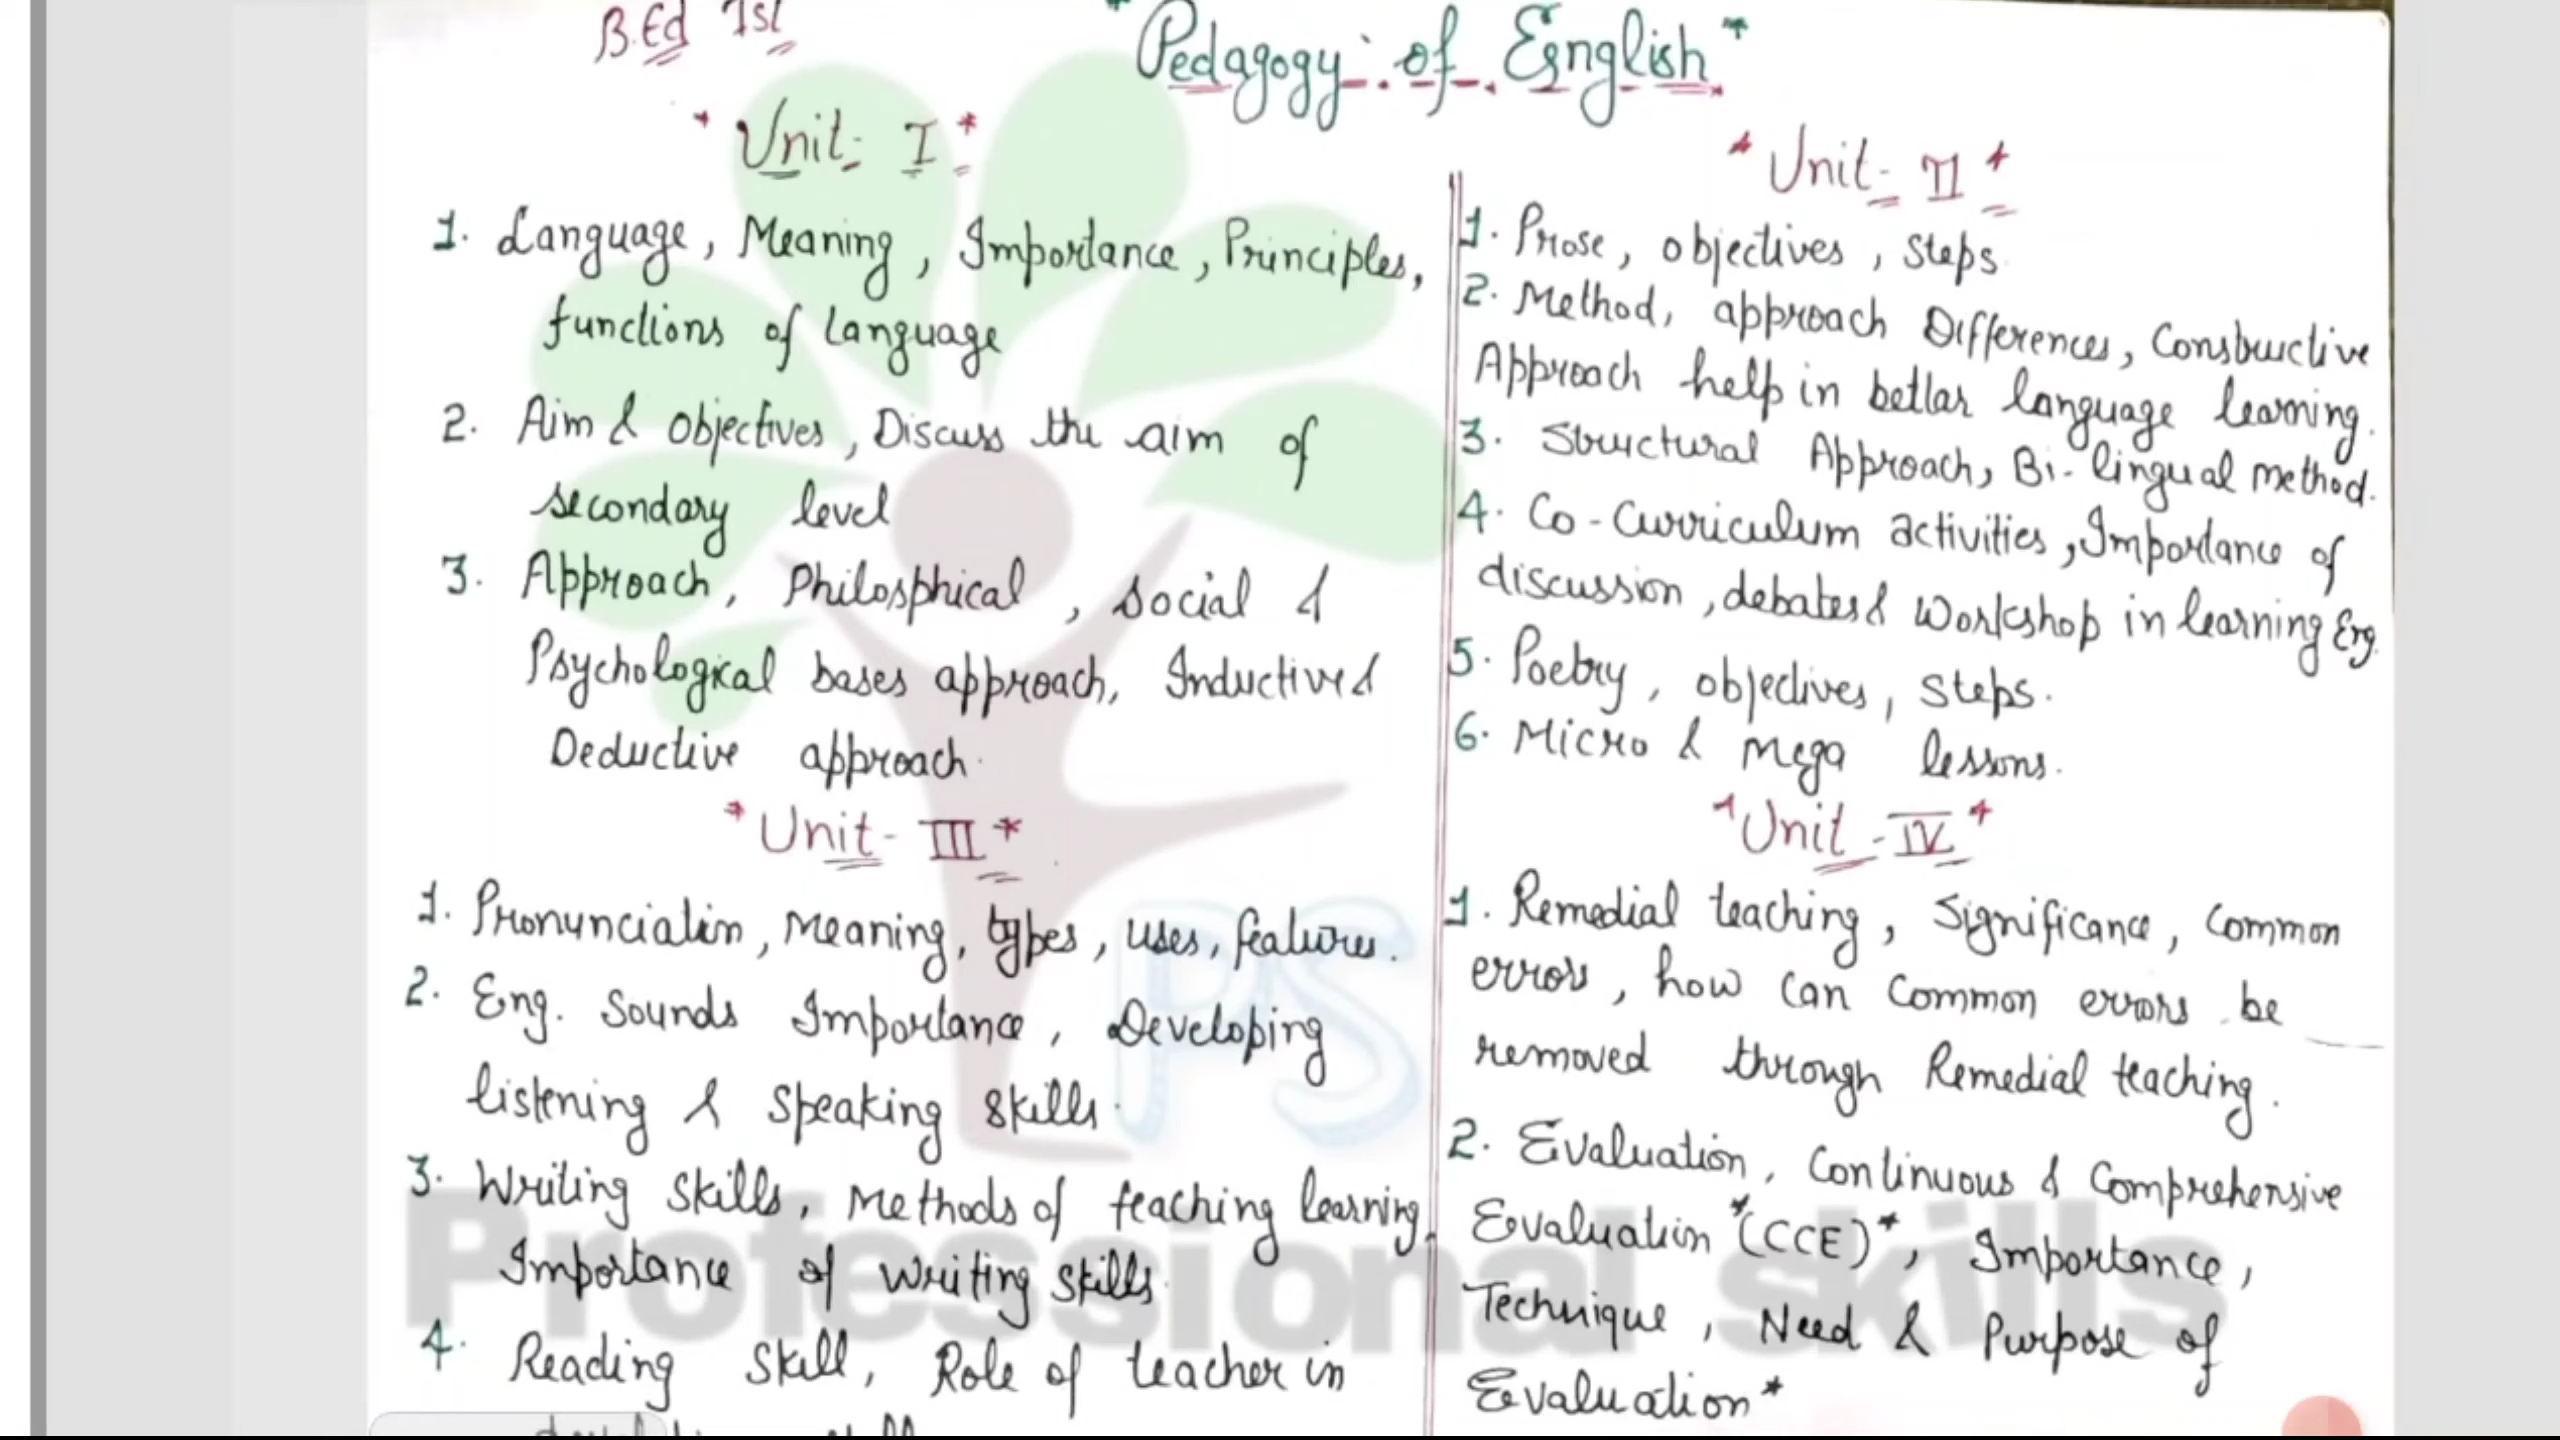 B.Ed 1st
* Pedagogy of English *
* Unit - I *
1. Language, Meaning, Importance, Principles,
functions of language
2. Aim & Objectives, Discuss the aim of
secondary level
3. Approach, Philosphical, social &
Psychological bases approach, Inductive &
Deductive approach.
* Unit - II *
1. Prose, objectives, steps.
2. Method, approach Differences, Constructive
Approach help in bettar language learning.
3. Structural Approach, Bi-lingual method.
4. Co-Curriculum activities, Importance of
discussion, debates & workshop in learning Eng.
5. Poetry, objectives, steps.
6. Micro & Mega lessons.
* Unit - III *
1. Pronunciation, Meaning, types, uses, features.
2. Eng. Sounds Importance, Developing
listening & speaking skills.
3. Writing skills, Methods of teaching learning,
Importance of writing skills.
4. Reading skill, Role of teacher in
* Unit - IV *
1. Remedial teaching, Significance, Common
errors, how can common errors be
removed through Remedial teaching.
2. Evaluation, Continuous & Comprehensive
Evaluation *(CCE)*, Importance,
Technique, Need & Purpose of
Evaluation *
PS
Professional skills